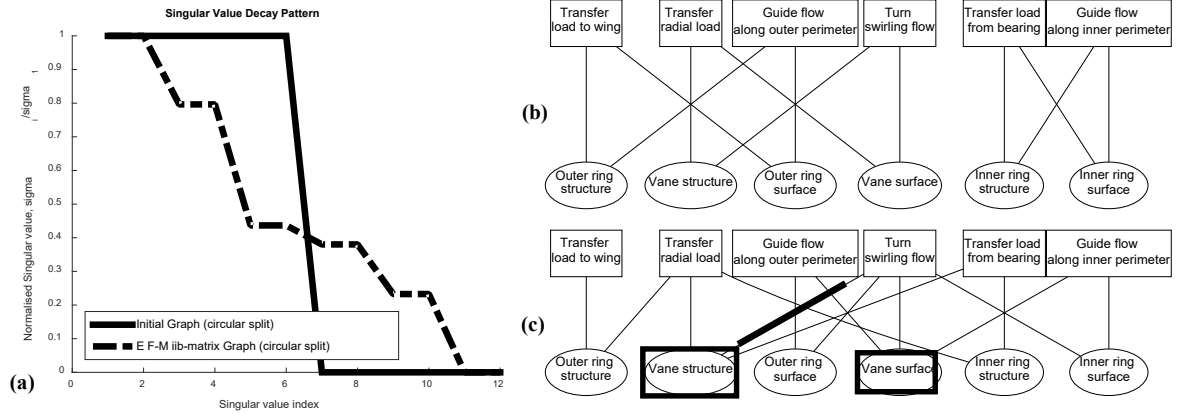 Singular Value Decay Pattern
1
0.9
0.8
0.7
0.6
0.5
0.4
0.3
0.2
0.1
0
Normalised Singular value, sigma i/sigma 1
Initial Graph (circular split)
E F-M iib-matrix Graph (circular split)
0 2 4 6 8 10 12
Singular value index
(a)
Transfer load to wing
Transfer radial load
Guide flow along outer perimeter
Turn swirling flow
Transfer load from bearing
Guide flow along inner perimeter
(b)
Outer ring structure
Vane structure
Outer ring surface
Vane surface
Inner ring structure
Inner ring surface
Transfer load to wing
Transfer radial load
Guide flow along outer perimeter
Turn swirling flow
Transfer load from bearing
Guide flow along inner perimeter
(c)
Outer ring structure
Vane structure
Outer ring surface
Vane surface
Inner ring structure
Inner ring surface